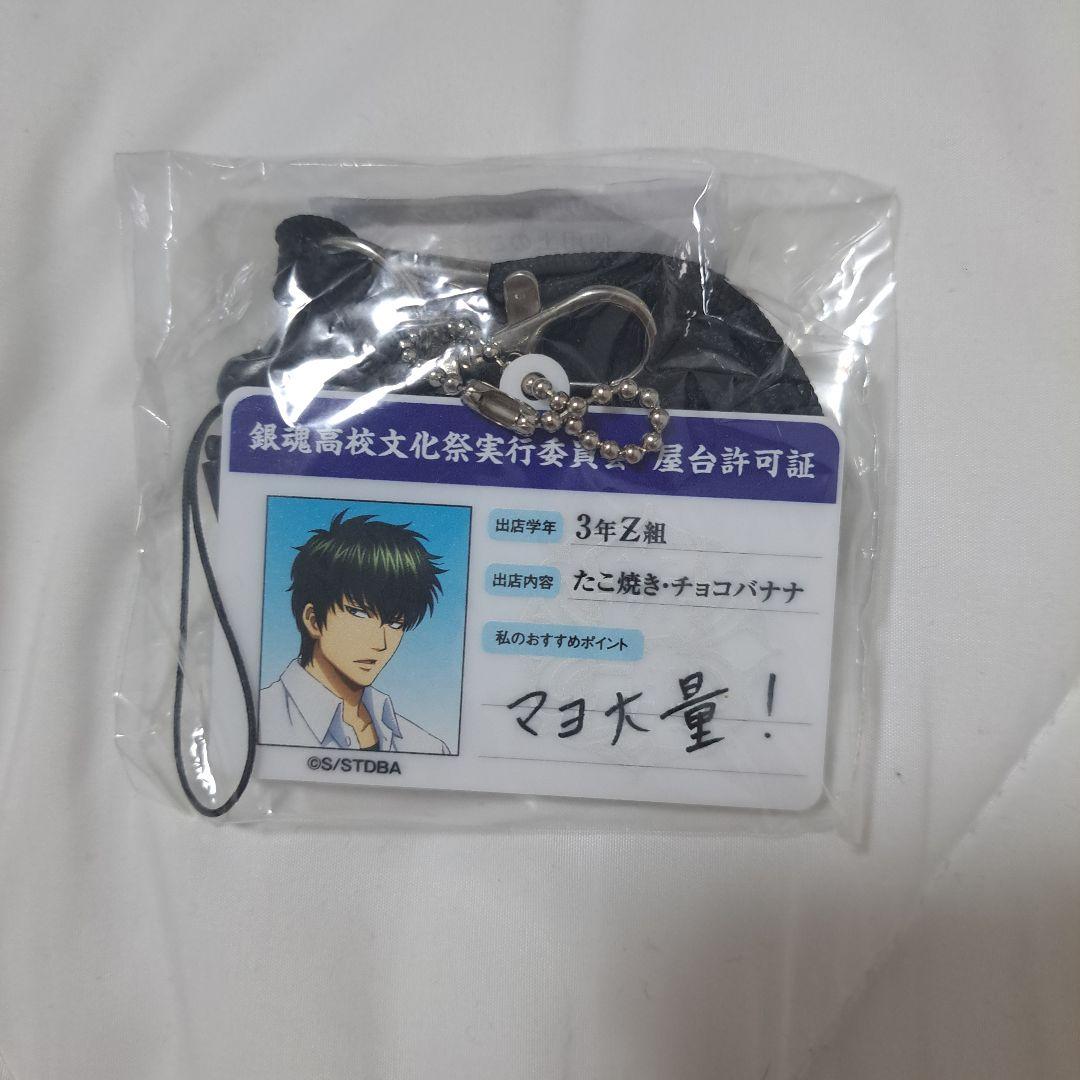 銀魂高校文化祭実行委員会 屋台許可証
出店学年 3年Z組
出店内容 たこ焼き・チョコバナナ
私のおすすめポイント
マヨ大量!
©S/STDBA